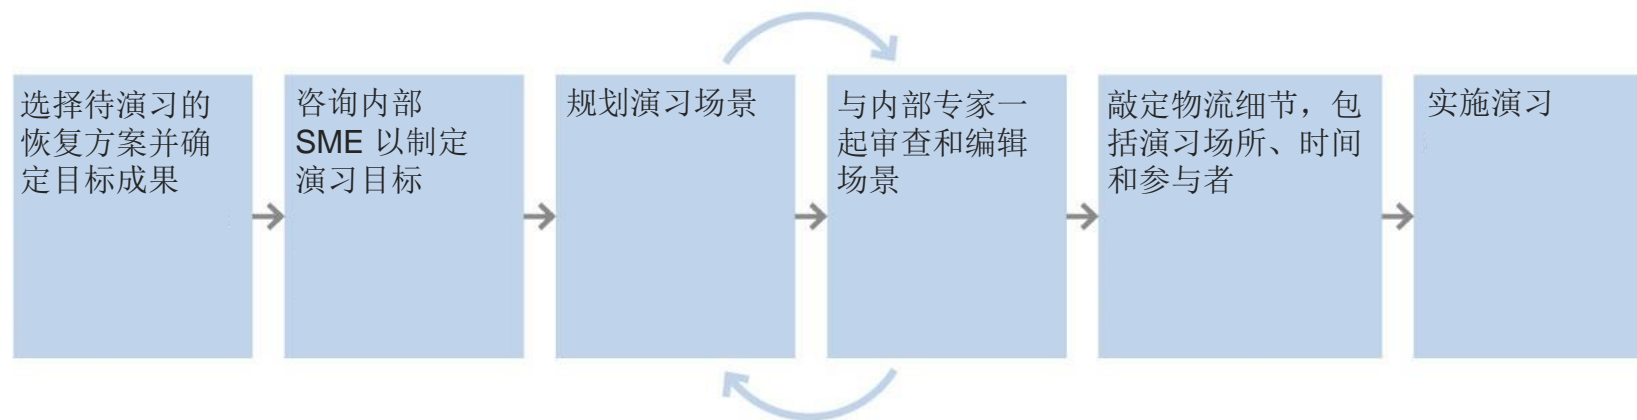 选择待演习的
恢复方案并确
定目标成果
咨询内部
SME 以制定
演习目标
规划演习场景
与内部专家一
起审查和编辑
场景
敲定物流细节，包
括演习场所、时间
和参与者
实施演习